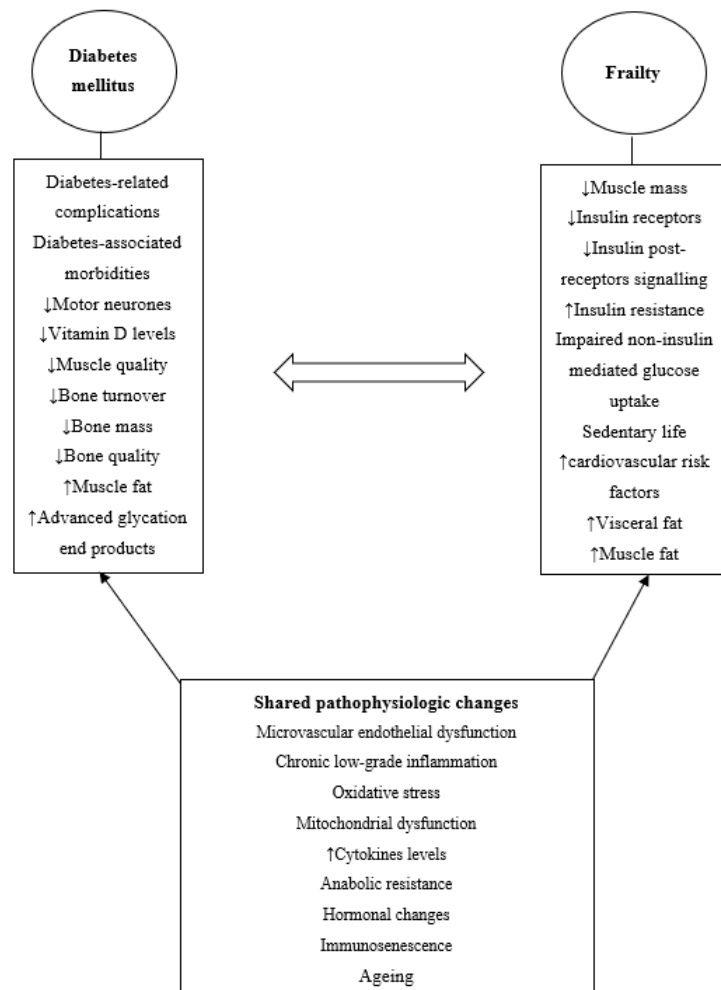 Diabetes
mellitus
Diabetes-related
complications
Diabetes-associated
morbidities
↓Motor neurones
↓Vitamin D levels
↓Muscle quality
↓Bone turnover
↓Bone mass
↓Bone quality
↑Muscle fat
↑Advanced glycation
end products
Frailty
↓Muscle mass
↓Insulin receptors
↓Insulin post-
receptors signalling
↑Insulin resistance
Impaired non-insulin
mediated glucose
uptake
Sedentary life
↑cardiovascular risk
factors
↑Visceral fat
↑Muscle fat
Shared pathophysiologic changes
Microvascular endothelial dysfunction
Chronic low-grade inflammation
Oxidative stress
Mitochondrial dysfunction
↑Cytokines levels
Anabolic resistance
Hormonal changes
Immunosenescence
Ageing